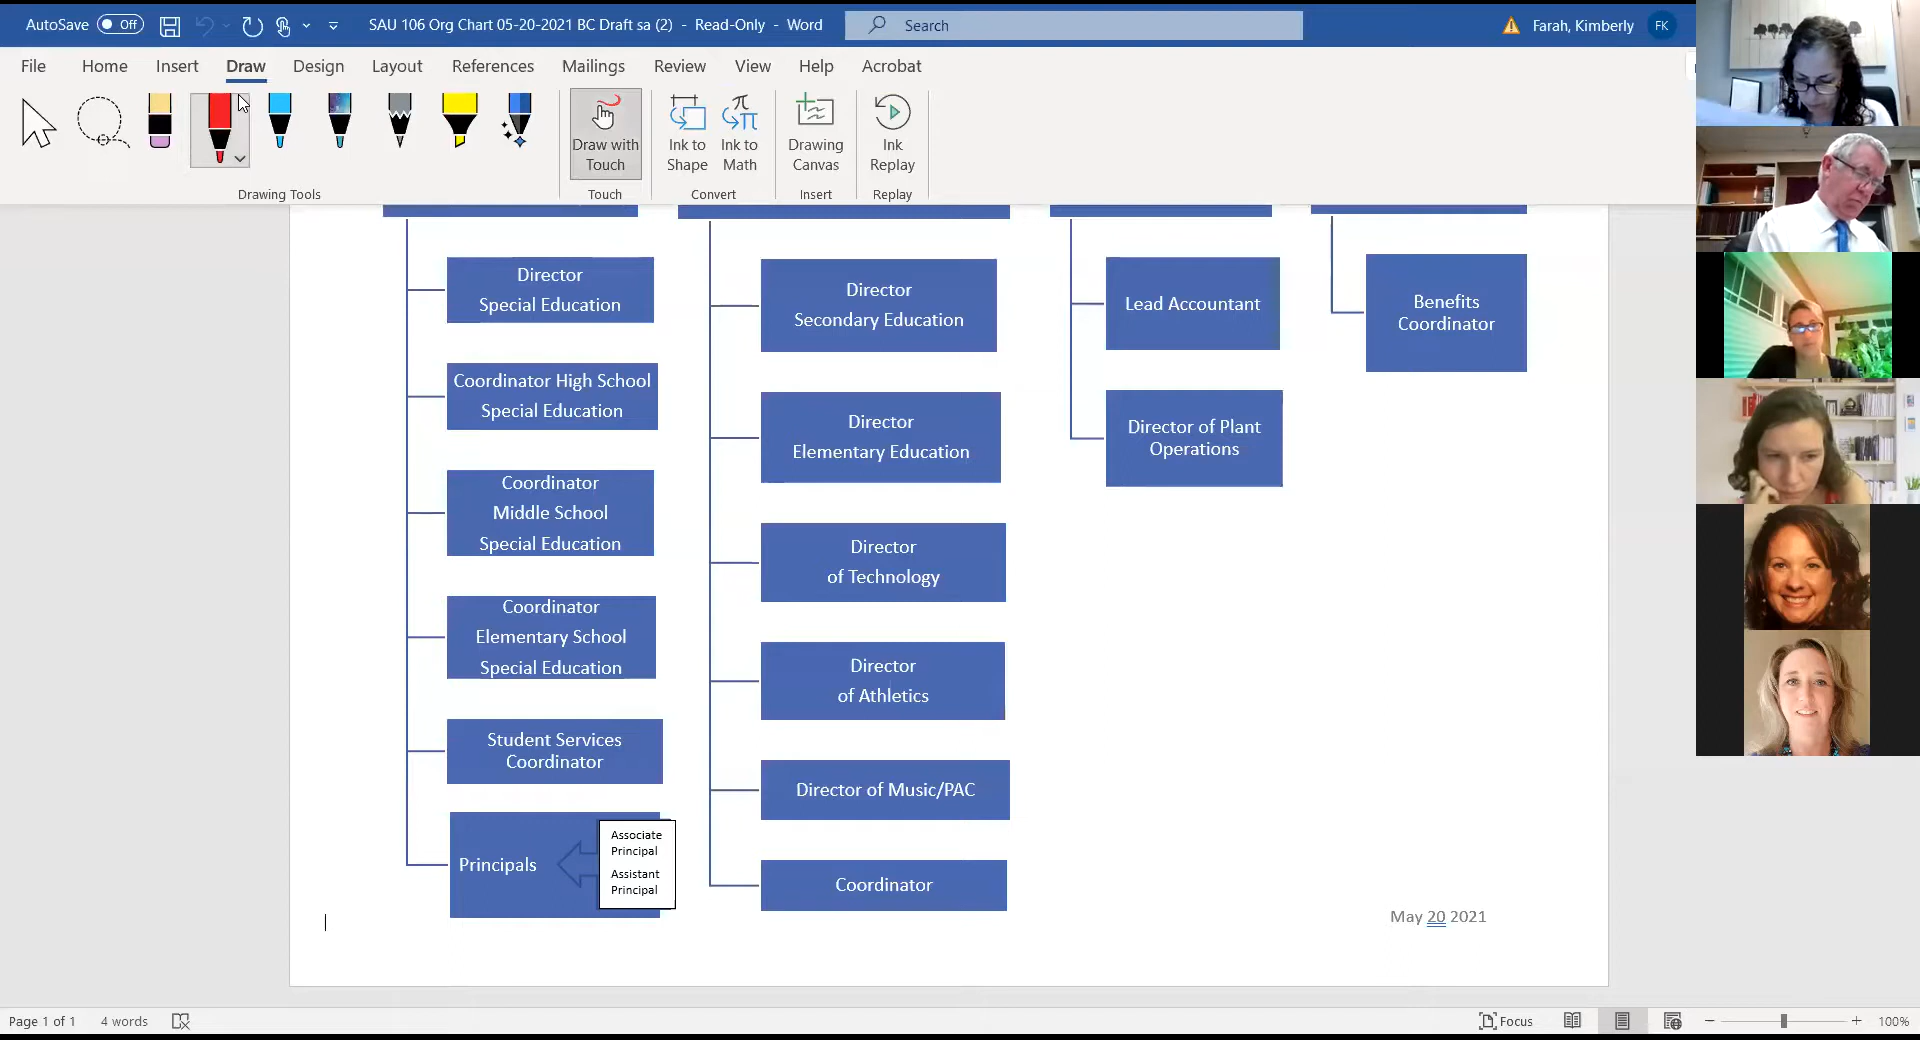 AutoSave Off
SAU 106 Org Chart 05-20-2021 BC Draft sa (2) - Read-Only - Word
Search
Farah, Kimberly FK
File Home Insert Draw Design Layout References Mailings Review View Help Acrobat
Draw with
Touch
Ink to
Shape
Ink to
Math
Drawing
Canvas
Ink
Replay
Drawing Tools
Touch
Convert
Insert
Replay
Director
Special Education
Coordinator High School
Special Education
Coordinator
Middle School
Special Education
Coordinator
Elementary School
Special Education
Student Services
Coordinator
Principals
Associate
Principal
Assistant
Principal
Director
Secondary Education
Director
Elementary Education
Director
of Technology
Director
of Athletics
Director of Music/PAC
Coordinator
Lead Accountant
Director of Plant
Operations
Benefits
Coordinator
May 20 2021
Page 1 of 1 4 words
Focus
100%